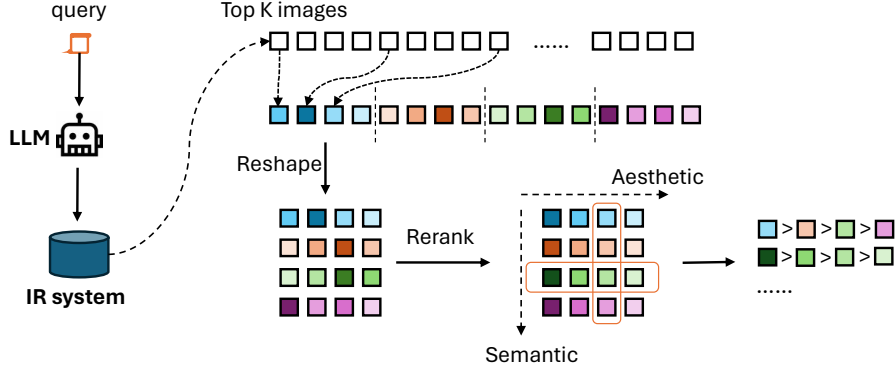 query
Top K images
......
LLM
Reshape
Aesthetic
Rerank
IR system
Semantic
> > >
> > >
......